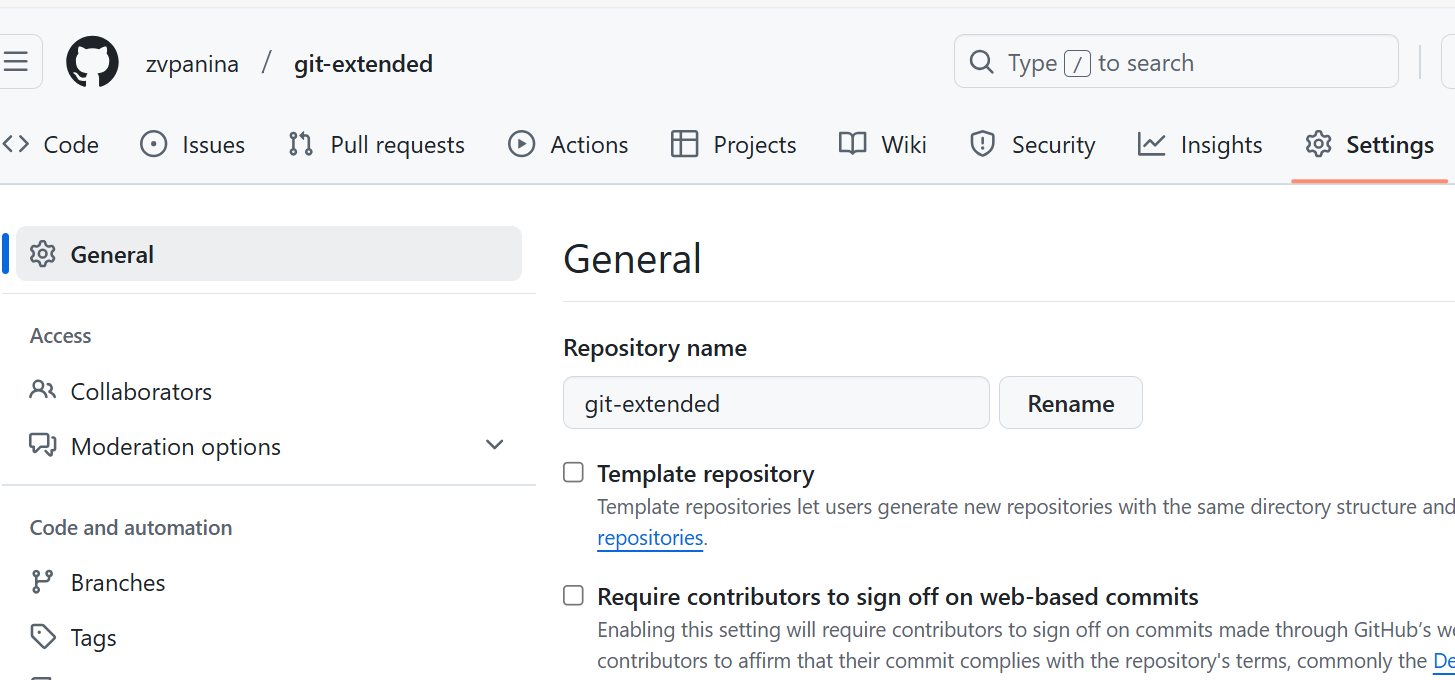 zvpanina / git-extended
Type / to search
Code Issues Pull requests Actions Projects Wiki Security Insights Settings
General
Access
Collaborators
Moderation options
Code and automation
Branches
Tags
General
Repository name
git-extended Rename
Template repository
Template repositories let users generate new repositories with the same directory structure and
repositories.
Require contributors to sign off on web-based commits
Enabling this setting will require contributors to sign off on commits made through GitHub’s we
contributors to affirm that their commit complies with the repository's terms, commonly the De